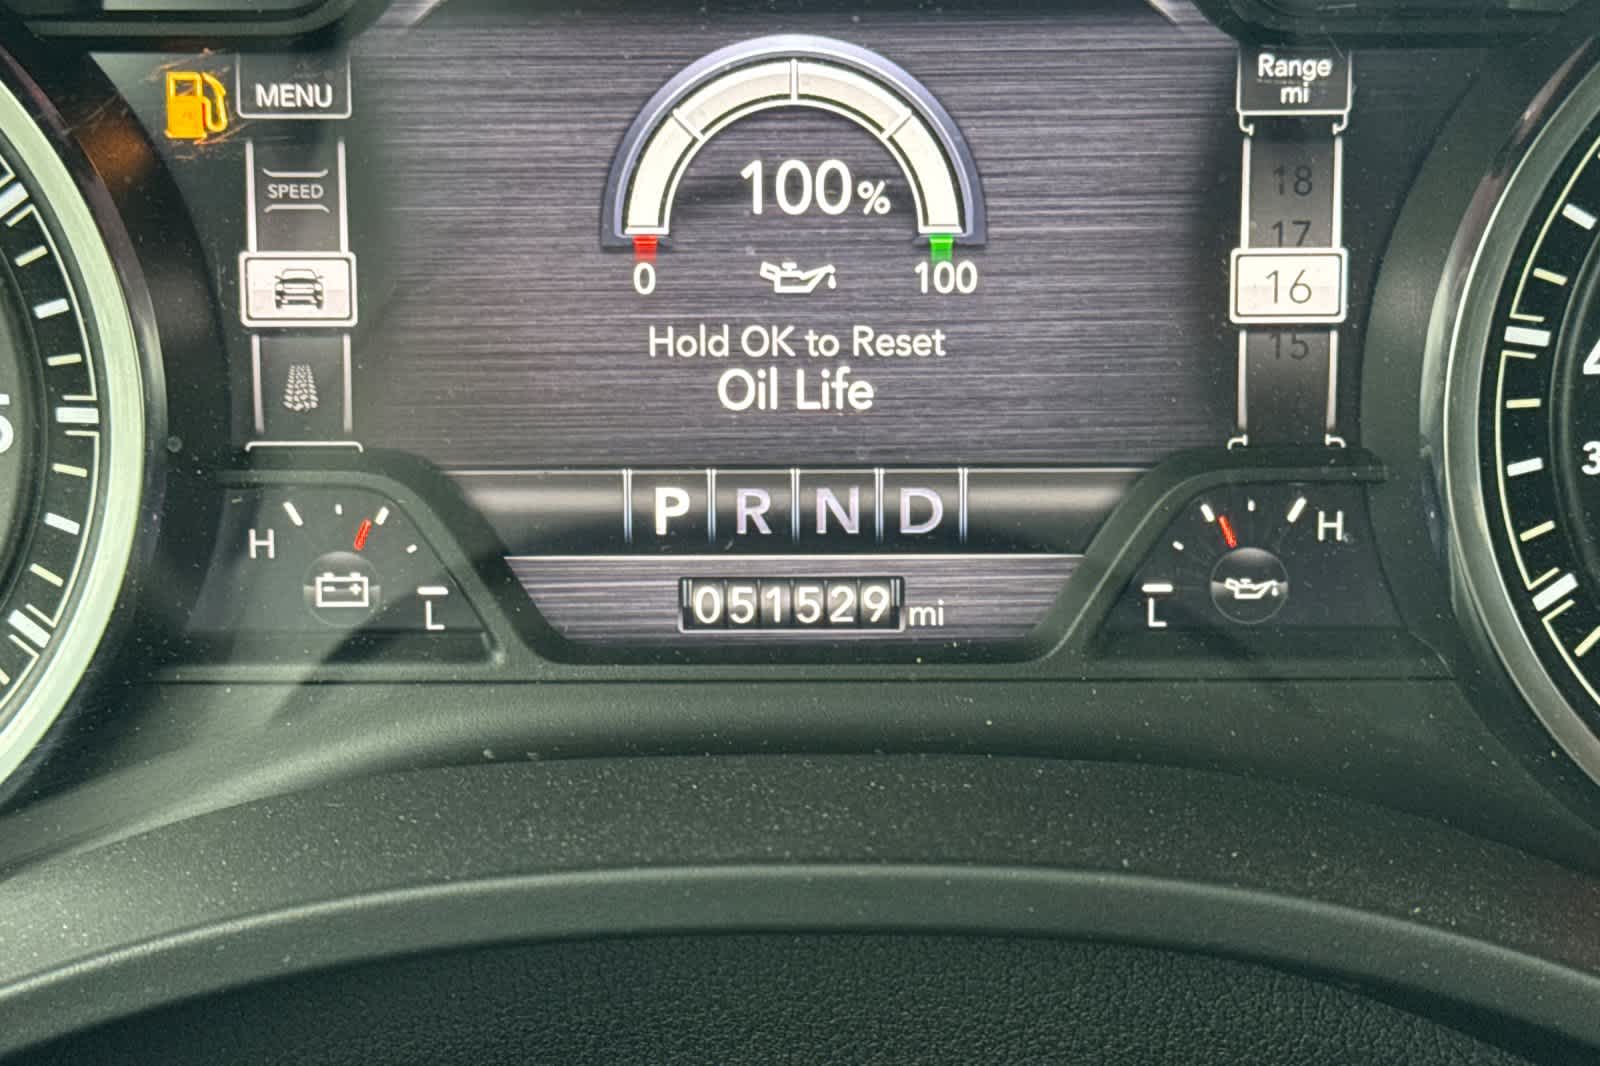 MENU
SPEED
Range
mi
18
17
16
15
100%
0
100
Hold OK to Reset
Oil Life
P R N D
H
L
051529 mi
L
H
3